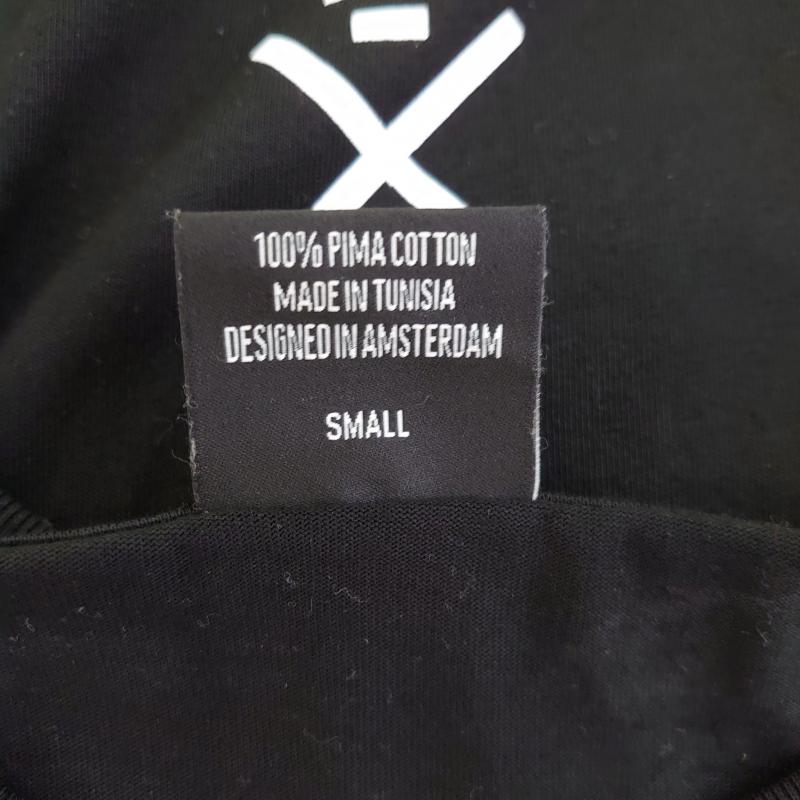 X
100% PIMA COTTON
MADE IN TUNISIA
DESIGNED IN AMSTERDAM
SMALL